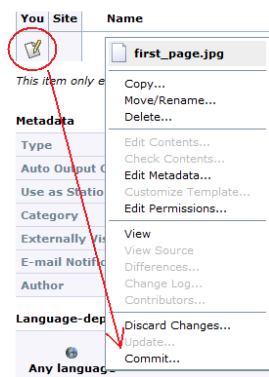 You Site Name
first_page.jpg
This item only e
Copy...
Move/Rename...
Delete...
Metadata
Type
Edit Contents...
Check Contents...
Auto Output
Edit Metadata...
Use as Statio
Customize Template...
Category
Edit Permissions...
Externally Vis
View
E-mail Notific
View Source
Differences...
Author
Change Log...
Contributors...
Language-dep
Discard Changes...
Update...
Any language
Commit...